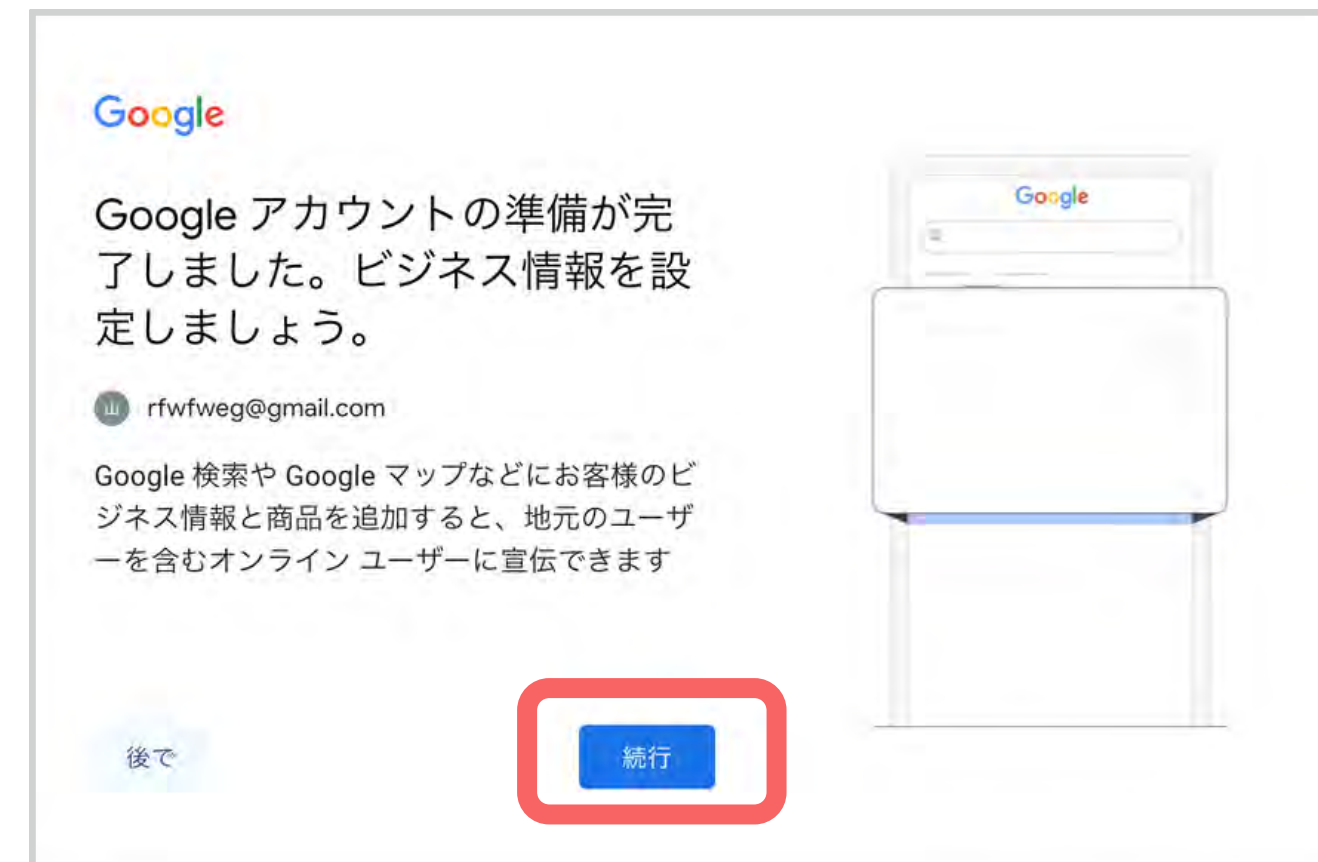 Google
Google アカウントの準備が完
了しました。ビジネス情報を設
定しましょう。
山 rfwfweg@gmail.com
Google 検索や Google マップなどにお客様のビ
ジネス情報と商品を追加すると、地元のユーザ
ーを含むオンライン ユーザーに宣伝できます
後で 続行
Google